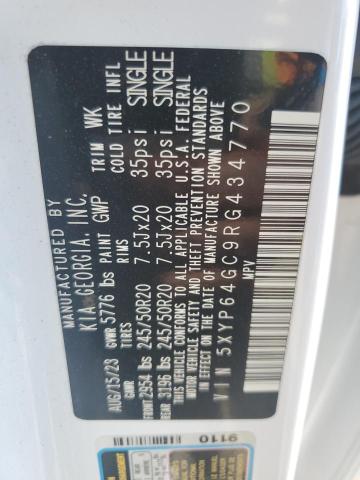 MANUFACTURED BY
KIA GEORGIA, INC.
AUG/15/23 GVWR 5776 lbs PAINT GWP TRIM WK
GWR TIRES RIMS COLD TIRE INFL
FRONT 2954 lbs 245/50R20 7.5Jx20 35psi SINGLE
REAR 3196 lbs 245/50R20 7.5Jx20 35psi SINGLE
THIS VEHICLE CONFORMS TO ALL APPLICABLE U.S.A. FEDERAL
MOTOR VEHICLE SAFETY AND THEFT PREVENTION STANDARDS
IN EFFECT ON THE DATE OF MANUFACTURE SHOWN ABOVE.
VIN 5XYP64GC9RG434770
MPV
9110